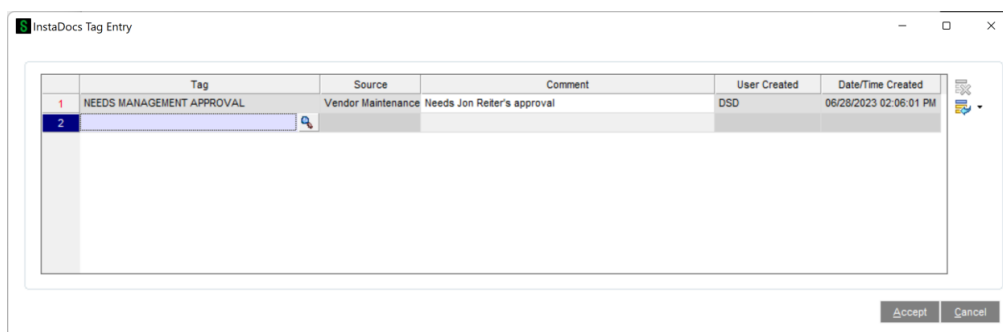 S InstaDocs Tag Entry
Tag Source Comment User Created Date/Time Created
1 NEEDS MANAGEMENT APPROVAL Vendor Maintenance Needs Jon Reiter's approval DSD 06/28/2023 02:06:01 PM
2
Accept Cancel